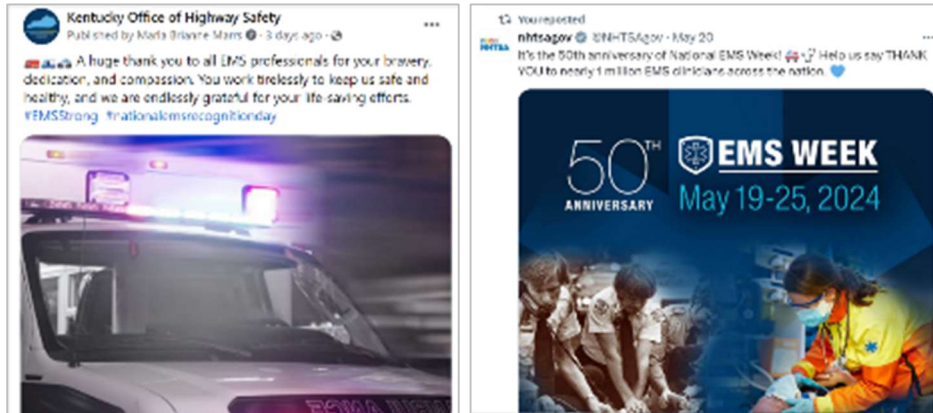 Kentucky Office of Highway Safety
Published by Marla Brianne Marrs · 3 days ago ·
A huge thank you to all EMS professionals for your bravery,
dedication, and compassion. You work tirelessly to keep us safe and
healthy, and we are endlessly grateful for your life-saving efforts.
#EMSStrong #nationalemsrecognitionday
You reposted
nhtsagov @NHTSAgov · May 20
It's the 50th anniversary of National EMS Week! Help us say THANK
YOU to nearly 1 million EMS clinicians across the nation.
50TH
ANNIVERSARY
EMS WEEK
May 19-25, 2024